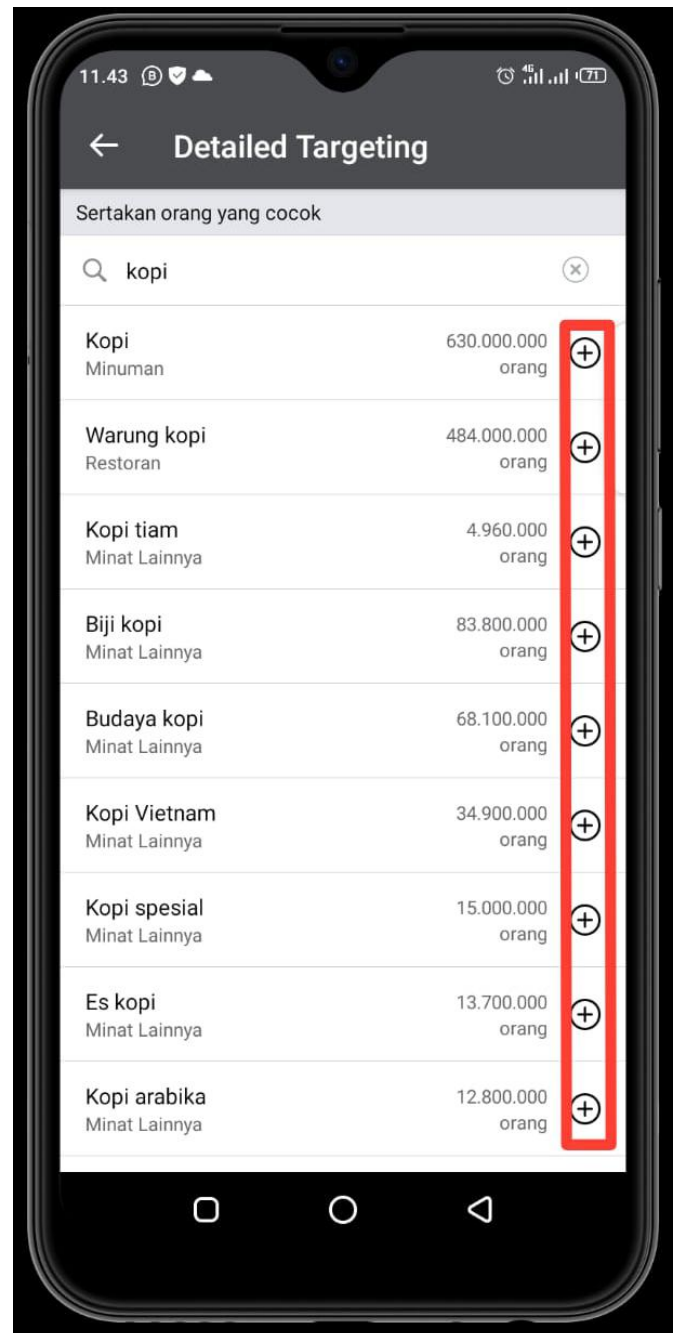 11.43
4G
71
Detailed Targeting
Sertakan orang yang cocok
kopi
Kopi
630.000.000
Minuman
orang
Warung kopi
484.000.000
Restoran
orang
Kopi tiam
4.960.000
Minat Lainnya
orang
Biji kopi
83.800.000
Minat Lainnya
orang
Budaya kopi
68.100.000
Minat Lainnya
orang
Kopi Vietnam
34.900.000
Minat Lainnya
orang
Kopi spesial
15.000.000
Minat Lainnya
orang
Es kopi
13.700.000
Minat Lainnya
orang
Kopi arabika
12.800.000
Minat Lainnya
orang